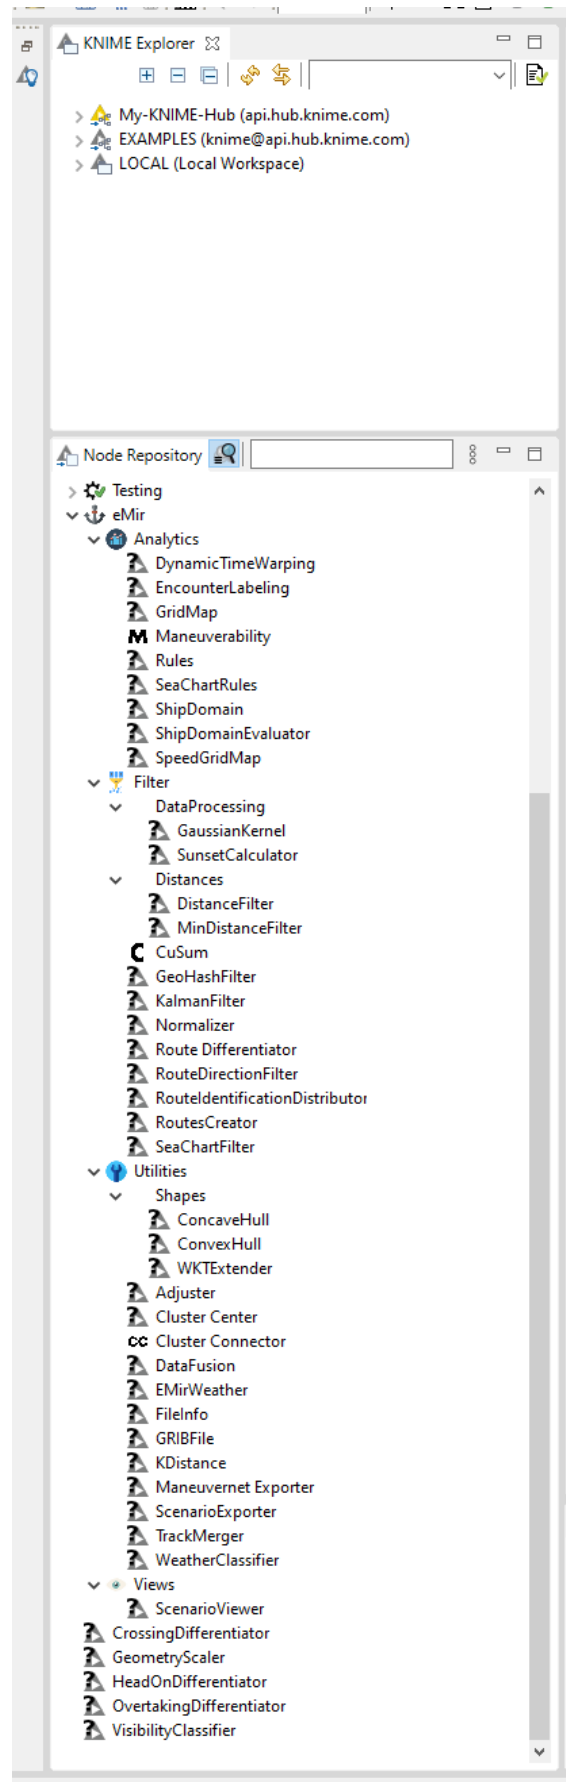 KNIME Explorer
My-KNIME-Hub (api.hub.knime.com)
EXAMPLES (knime@api.hub.knime.com)
LOCAL (Local Workspace)
Node Repository
Testing
eMir
Analytics
DynamicTimeWarping
EncounterLabeling
GridMap
M Maneuverability
Rules
SeaChartRules
ShipDomain
ShipDomainEvaluator
SpeedGridMap
Filter
DataProcessing
GaussianKernel
SunsetCalculator
Distances
DistanceFilter
MinDistanceFilter
C CuSum
GeoHashFilter
KalmanFilter
Normalizer
Route Differentiator
RouteDirectionFilter
RouteIdentificationDistributor
RoutesCreator
SeaChartFilter
Utilities
Shapes
ConcaveHull
ConvexHull
WKTExtender
Adjuster
Cluster Center
CC Cluster Connector
DataFusion
EMirWeather
FileInfo
GRIBFile
KDistance
Maneuvernet Exporter
ScenarioExporter
TrackMerger
WeatherClassifier
Views
ScenarioViewer
CrossingDifferentiator
GeometryScaler
HeadOnDifferentiator
OvertakingDifferentiator
VisibilityClassifier